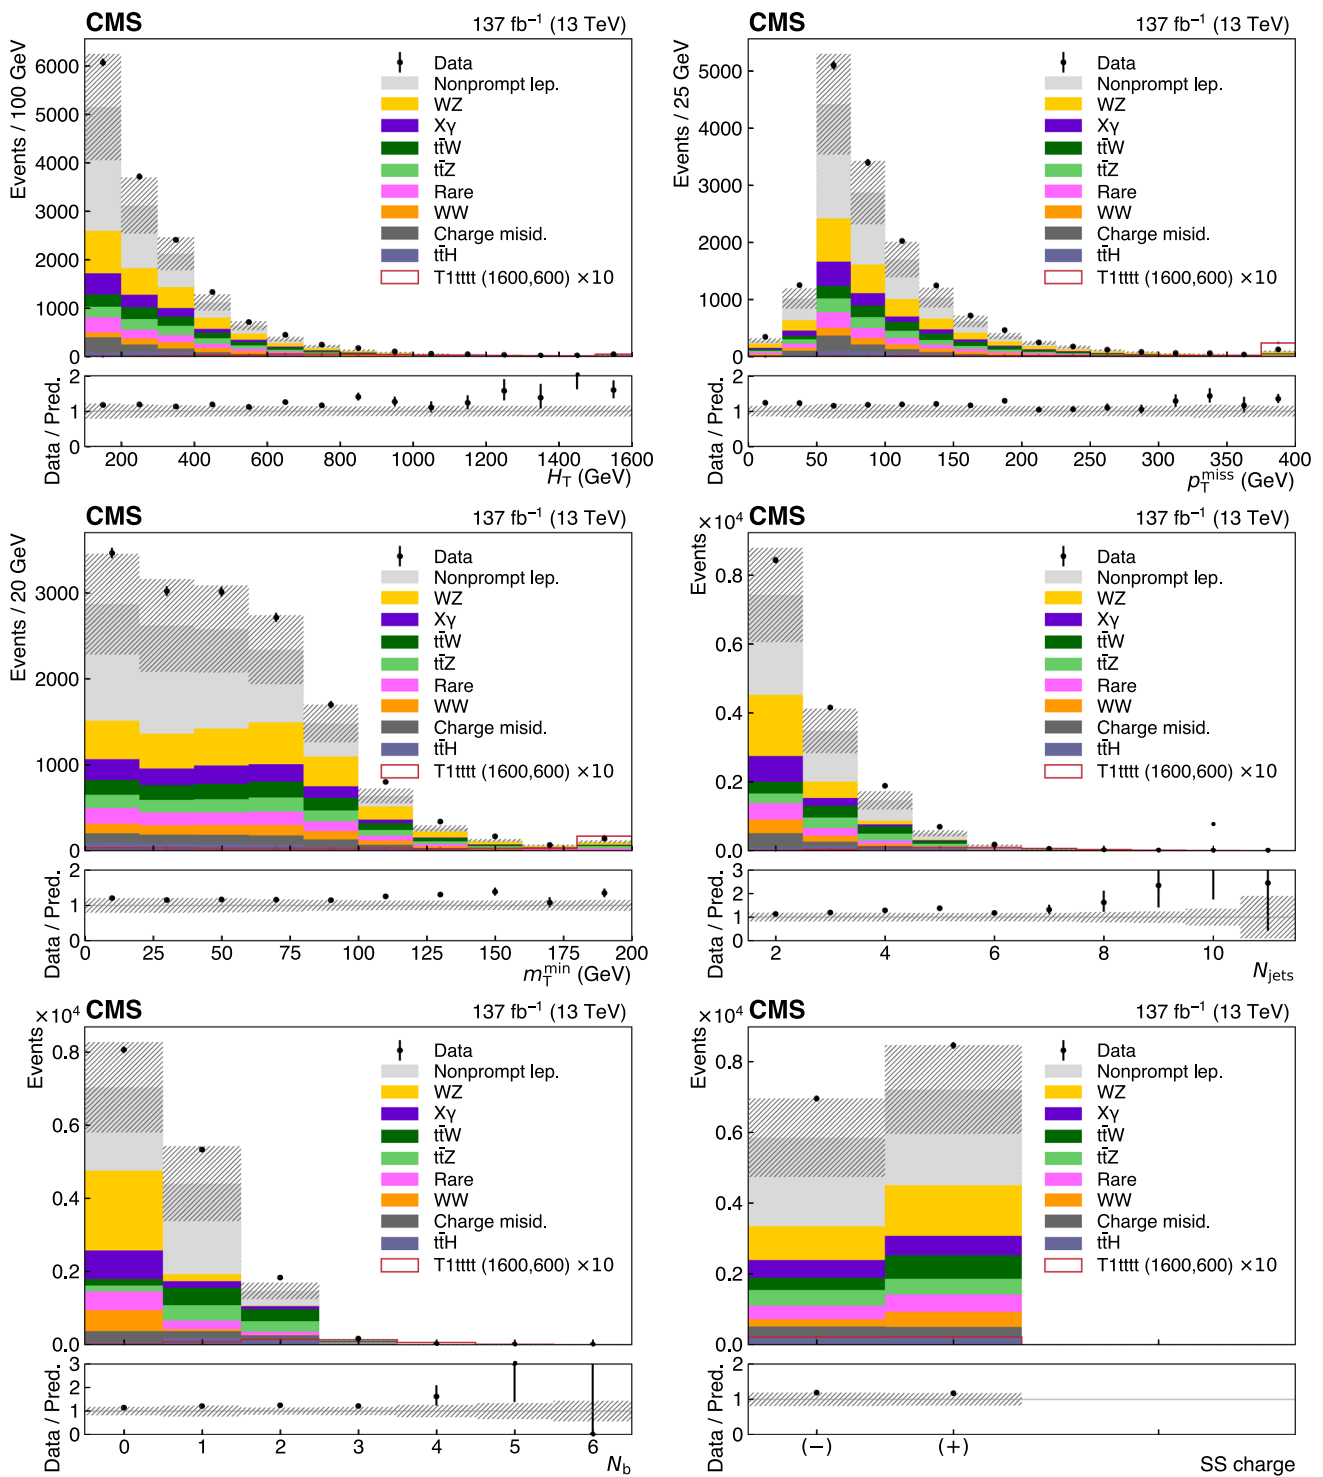 CMS 137 fb⁻¹ (13 TeV)
Events / 100 GeV
6000
5000
4000
3000
2000
1000
0
Data
Nonprompt lep.
WZ
Xγ
tt̄W
tt̄Z
Rare
WW
Charge misid.
tt̄H
T1tttt (1600,600) ×10
Data / Pred.
2
1
0
200 400 600 800 1000 1200 1400 1600
H_T (GeV)
CMS 137 fb⁻¹ (13 TeV)
Events / 25 GeV
5000
4000
3000
2000
1000
0
Data
Nonprompt lep.
WZ
Xγ
tt̄W
tt̄Z
Rare
WW
Charge misid.
tt̄H
T1tttt (1600,600) ×10
Data / Pred.
2
1
0
0 50 100 150 200 250 300 350 400
p_T^miss (GeV)
CMS 137 fb⁻¹ (13 TeV)
Events / 20 GeV
3000
2000
1000
0
Data
Nonprompt lep.
WZ
Xγ
tt̄W
tt̄Z
Rare
WW
Charge misid.
tt̄H
T1tttt (1600,600) ×10
Data / Pred.
2
1
0
0 25 50 75 100 125 150 175 200
m_T^min (GeV)
×10⁴ CMS 137 fb⁻¹ (13 TeV)
Events
0.8
0.6
0.4
0.2
0.0
Data
Nonprompt lep.
WZ
Xγ
tt̄W
tt̄Z
Rare
WW
Charge misid.
tt̄H
T1tttt (1600,600) ×10
Data / Pred.
3
2
1
0
2 4 6 8 10
N_jets
×10⁴ CMS 137 fb⁻¹ (13 TeV)
Events
0.8
0.6
0.4
0.2
0.0
Data
Nonprompt lep.
WZ
Xγ
tt̄W
tt̄Z
Rare
WW
Charge misid.
tt̄H
T1tttt (1600,600) ×10
Data / Pred.
3
2
1
0
0 1 2 3 4 5 6
N_b
×10⁴ CMS 137 fb⁻¹ (13 TeV)
Events
0.8
0.6
0.4
0.2
0.0
Data
Nonprompt lep.
WZ
Xγ
tt̄W
tt̄Z
Rare
WW
Charge misid.
tt̄H
T1tttt (1600,600) ×10
Data / Pred.
2
1
0
(−) (+)
SS charge